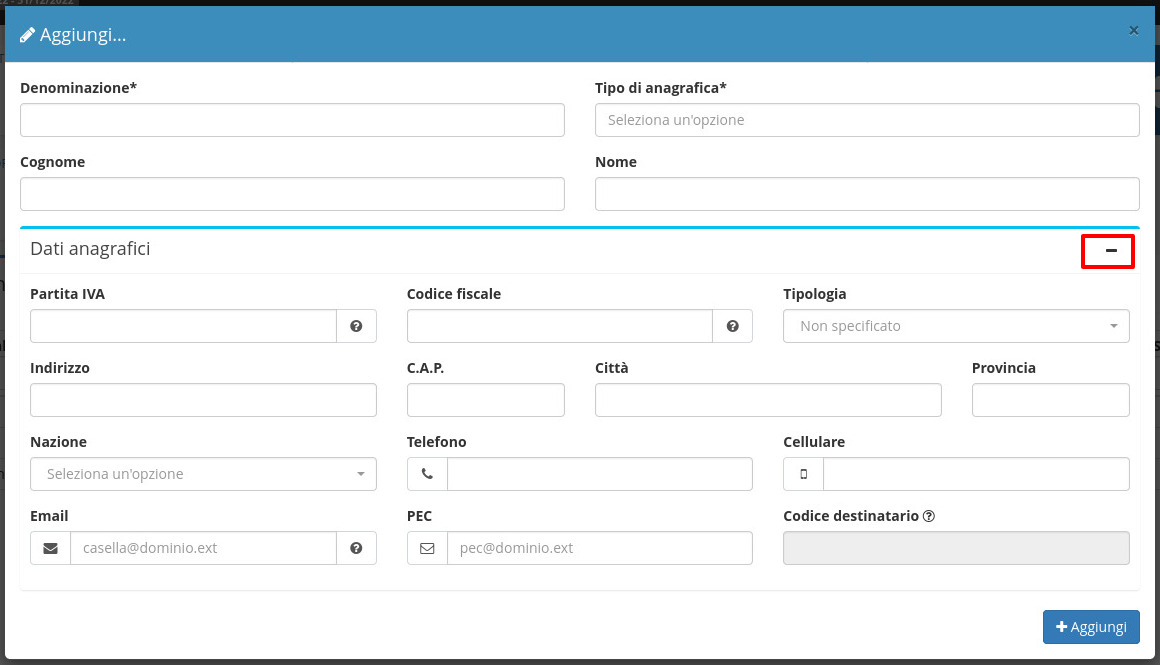 Aggiungi...
×
Denominazione* Tipo di anagrafica*
Seleziona un'opzione
Cognome Nome
Dati anagrafici
Partita IVA Codice fiscale Tipologia
Non specificato
Indirizzo C.A.P. Città Provincia
Nazione Telefono Cellulare
Seleziona un'opzione
Email PEC Codice destinatario
casella@dominio.ext pec@dominio.ext
Aggiungi